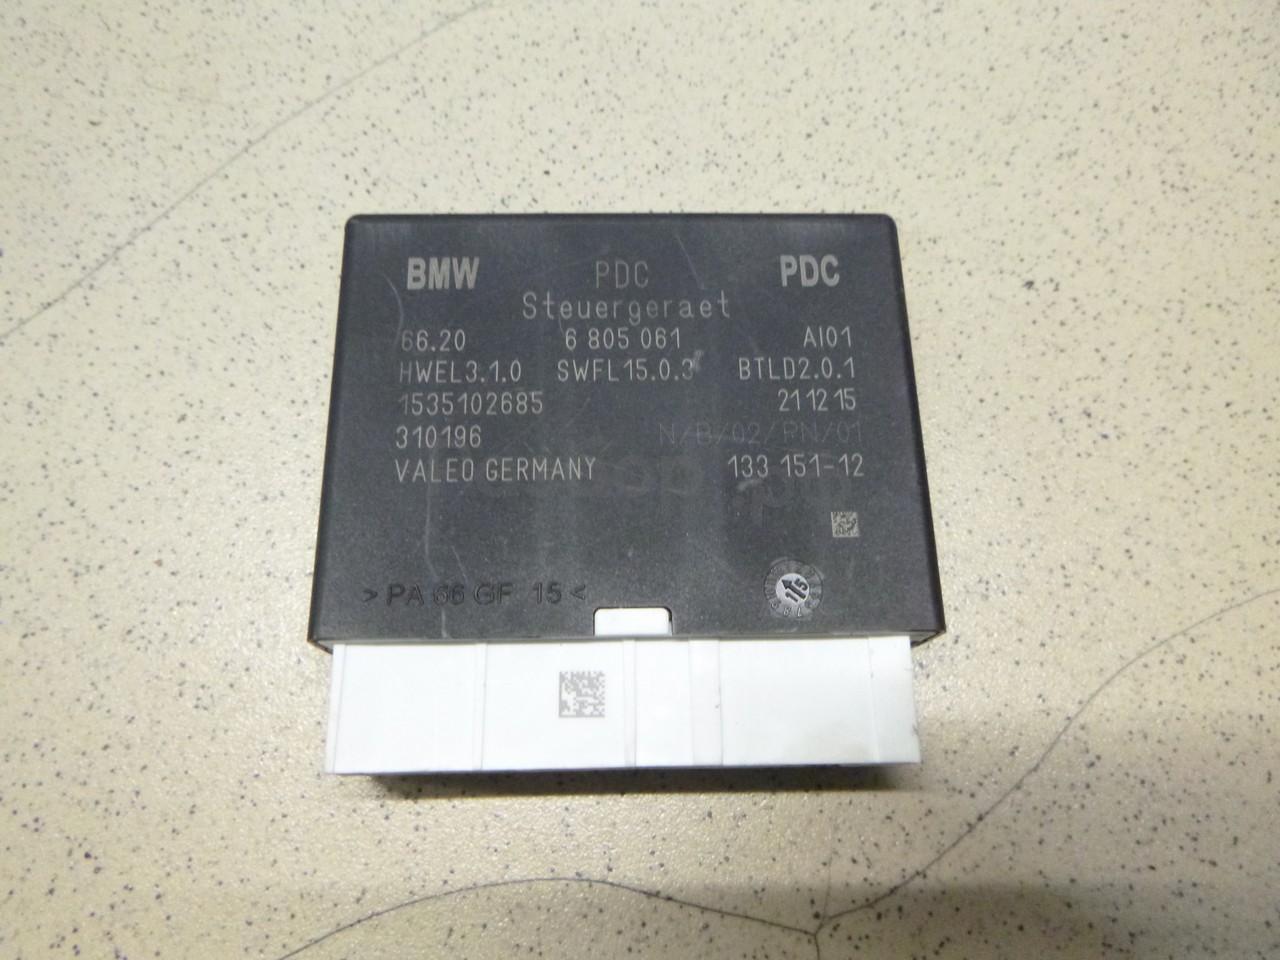 BMW PDC PDC
Steuergeraet
66.20 6 805 061 AI01
HWEL3.1.0 SWFL15.0.3 BTLD2.0.1
1535102685 211215
310196 N/B/02/PN/01
VALEO GERMANY 133 151-12
>PA 66 GF 15<